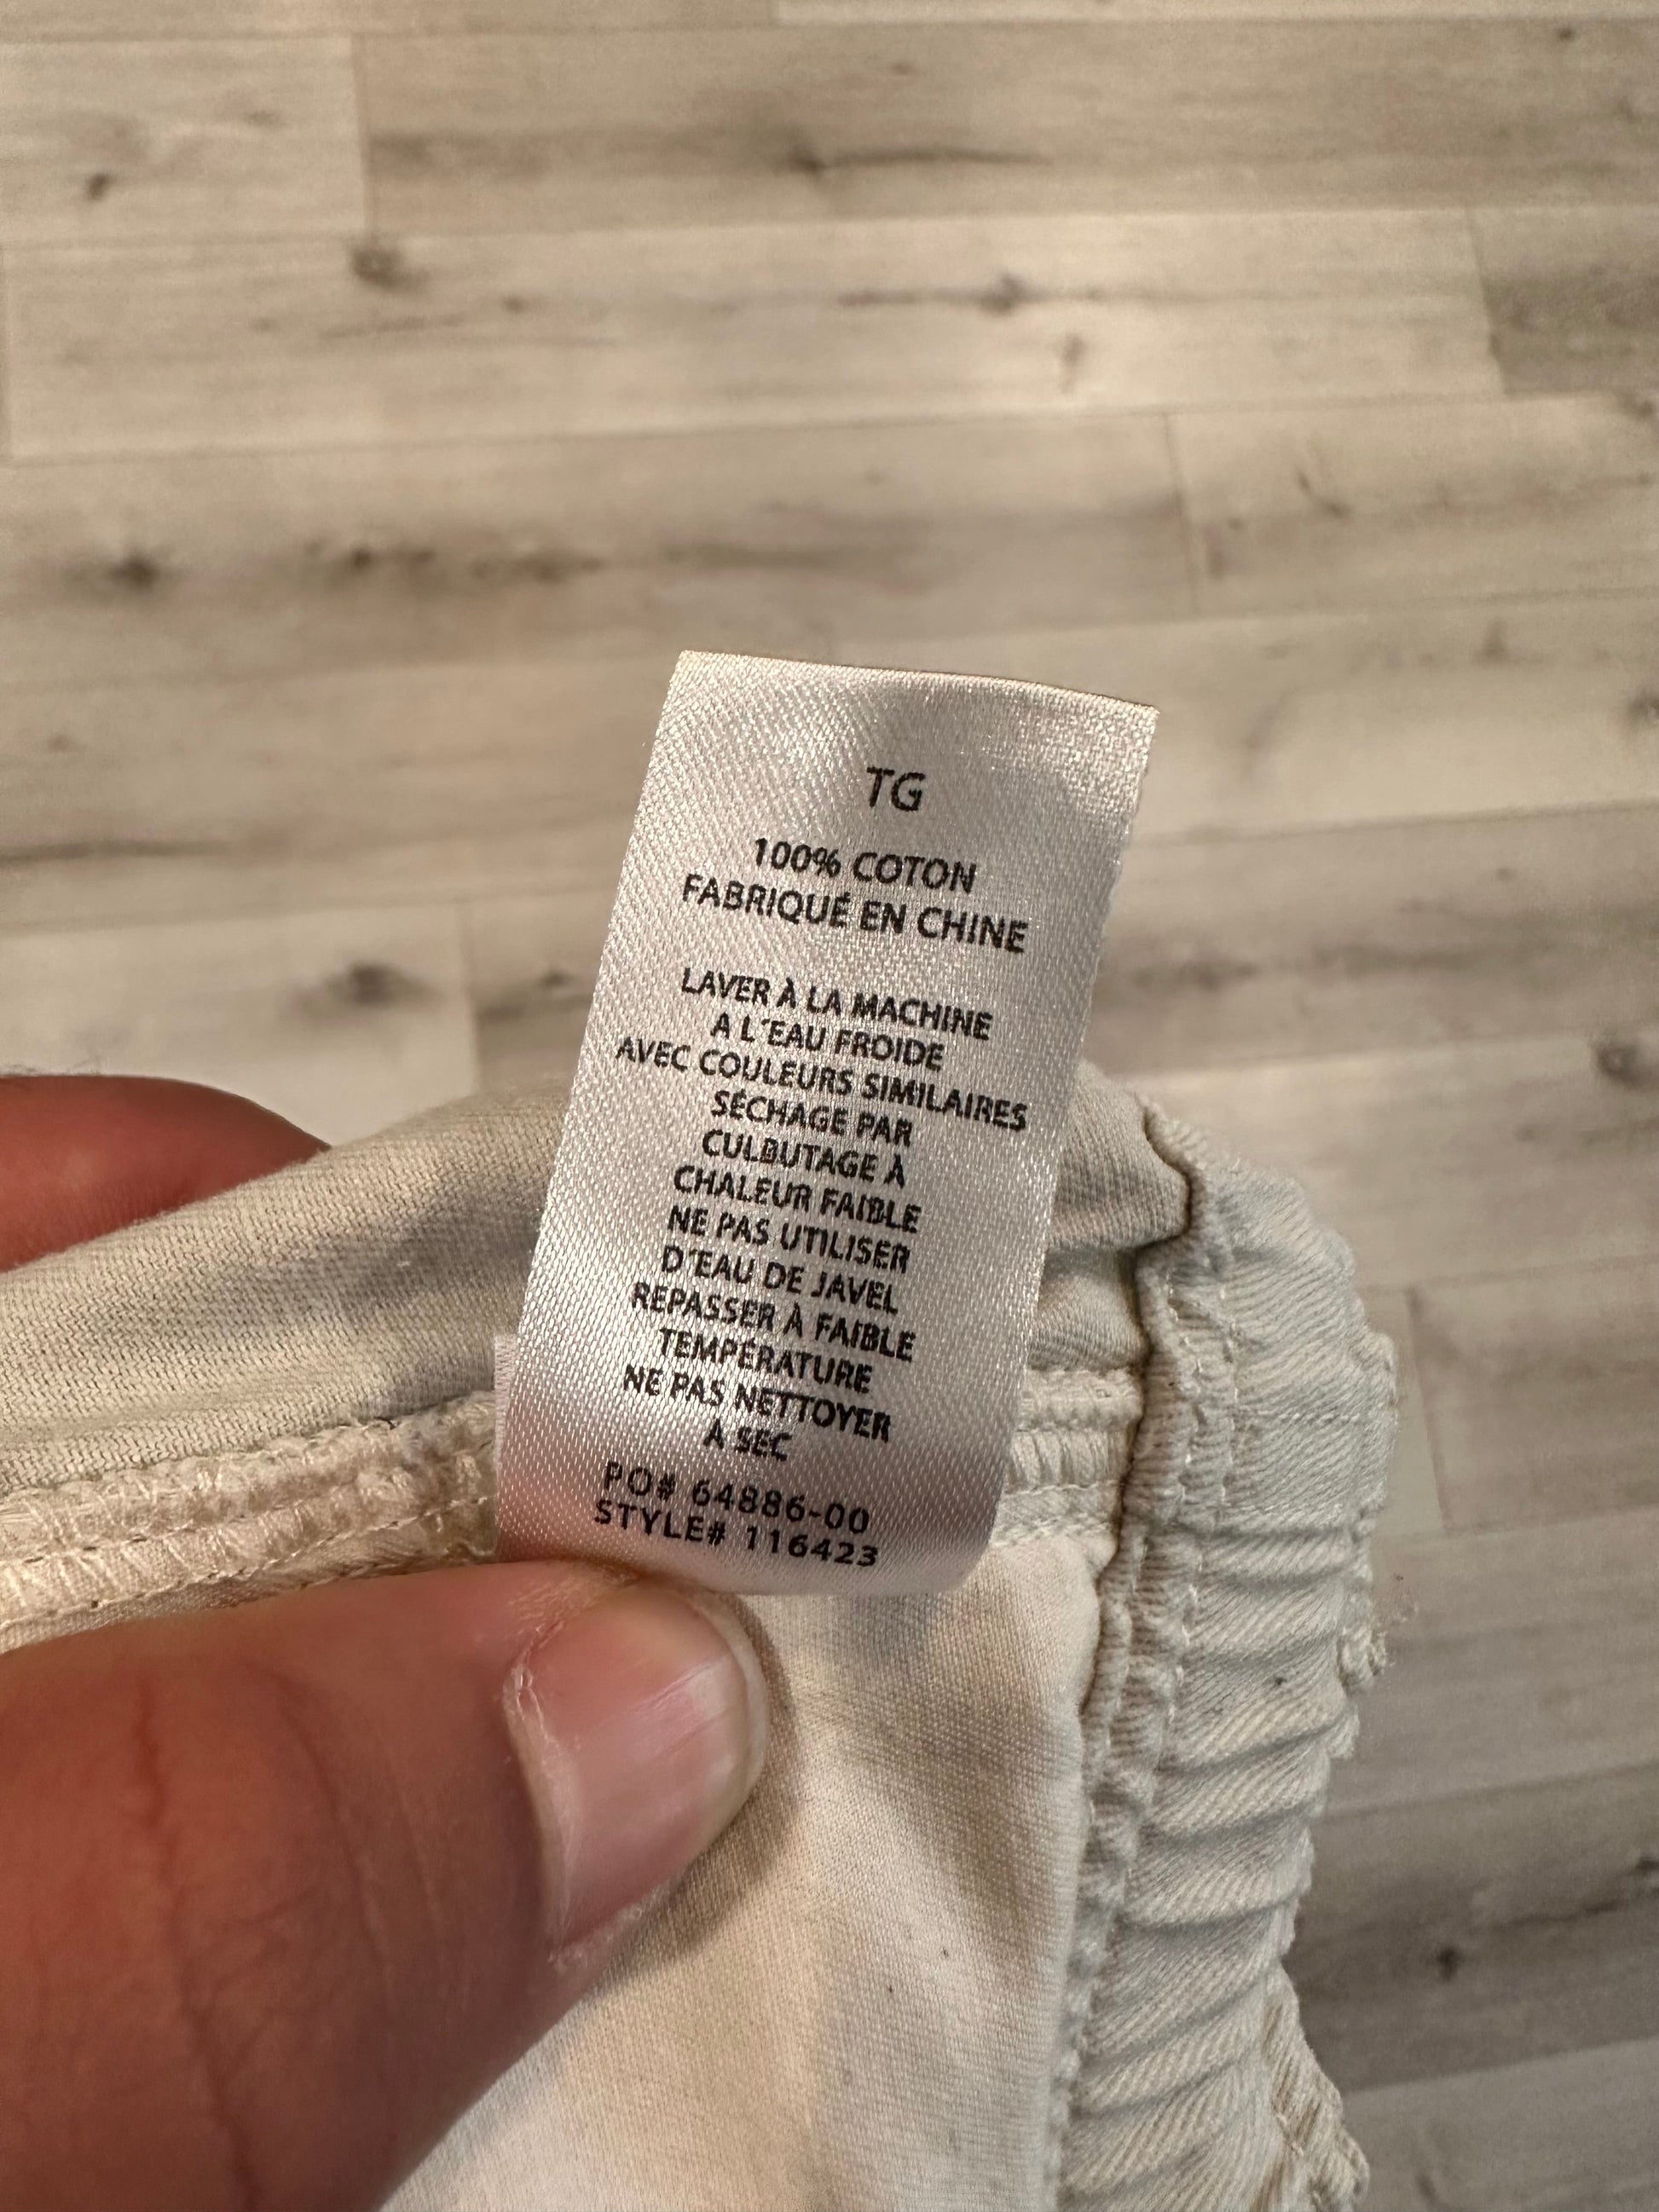 TG
100% COTON
FABRIQUÉ EN CHINE
LAVER À LA MACHINE
A L'EAU FROIDE
AVEC COULEURS SIMILAIRES
SÉCHAGE PAR
CULBUTAGE À
CHALEUR FAIBLE
NE PAS UTILISER
D'EAU DE JAVEL
REPASSER À FAIBLE
TEMPÉRATURE
NE PAS NETTOYER
À SEC
PO# 64886-00
STYLE# 116423